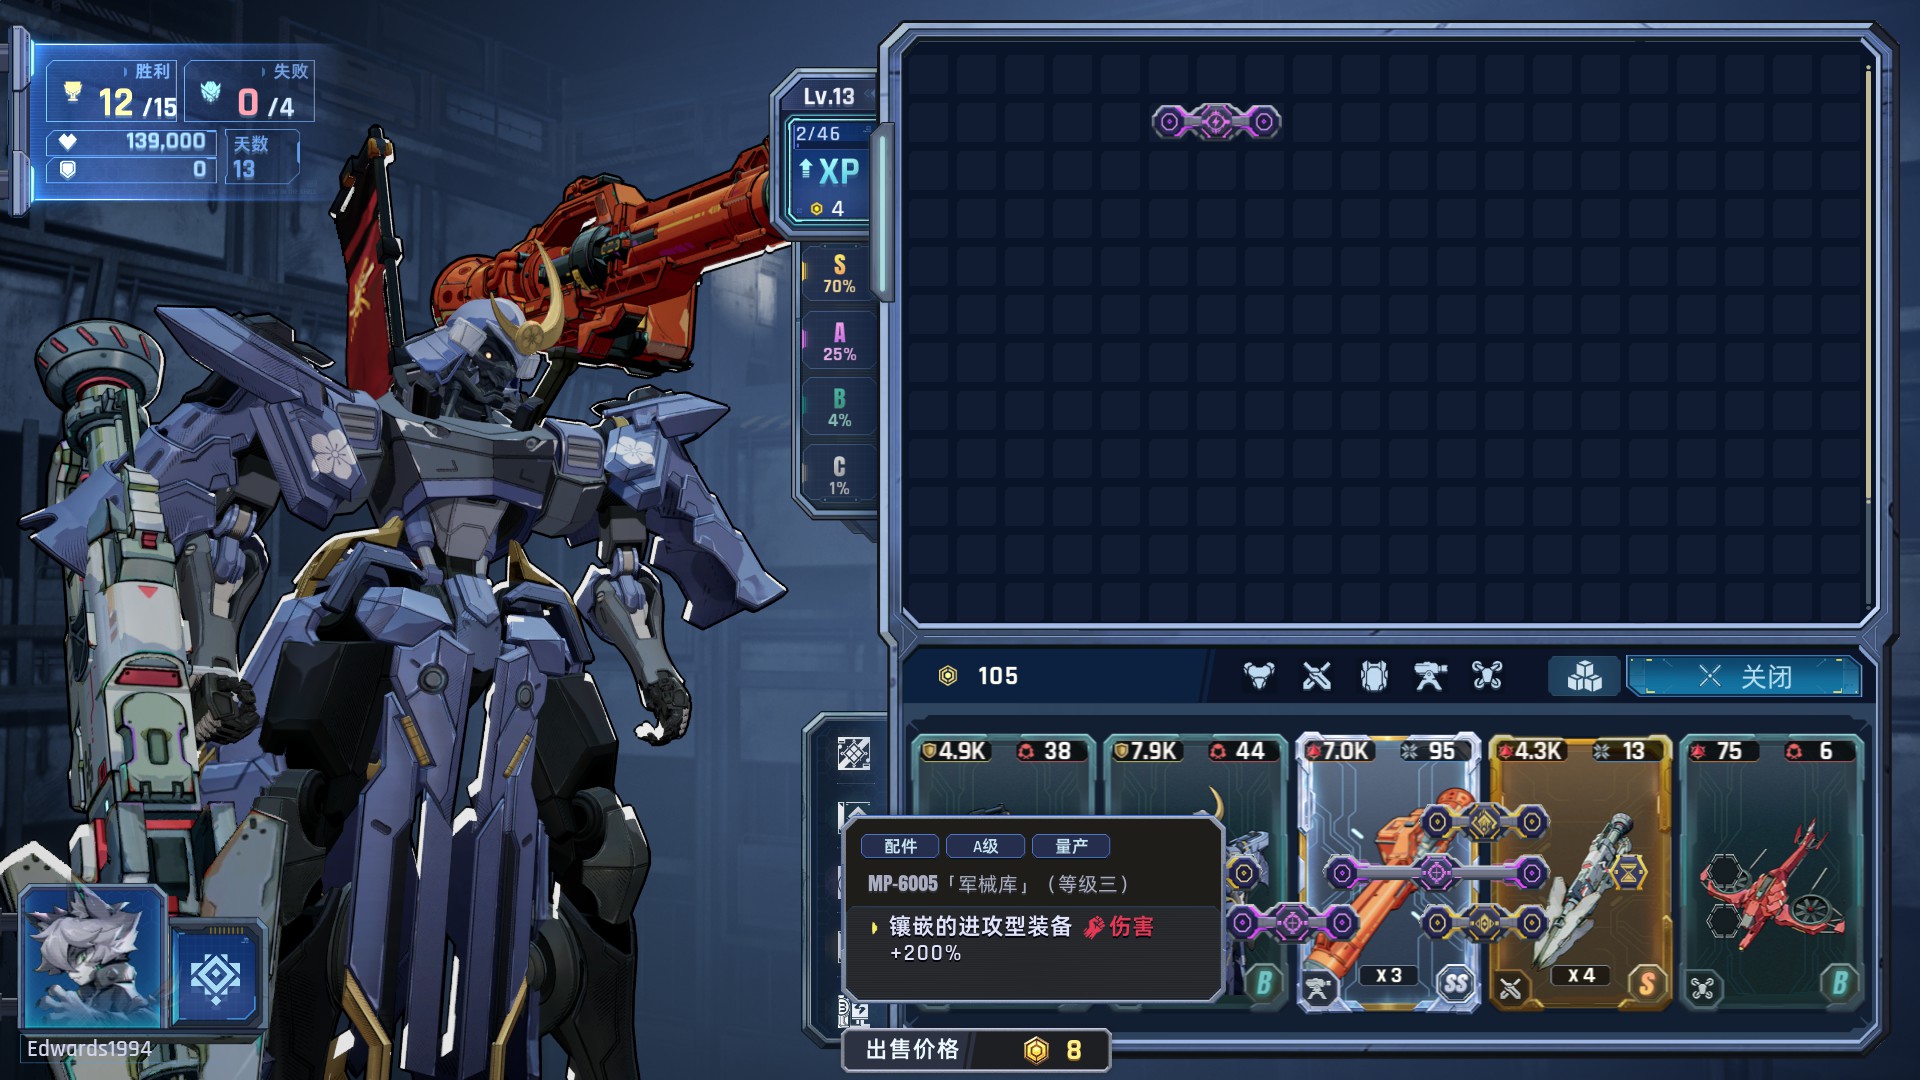 胜利
12 /15
失败
0 /4
139,000
0
天数
13
Lv.13
2/46
XP
4
S
70%
A
25%
B
4%
C
1%
105
关闭
4.9K 38
7.9K 44
7.0K 95
4.3K 13
75 6
配件 A级 量产
MP-6005「军械库」（等级三）
镶嵌的进攻型装备 伤害
+200%
B
x3
SS
x4
S
B
出售价格 8
Edwards1994